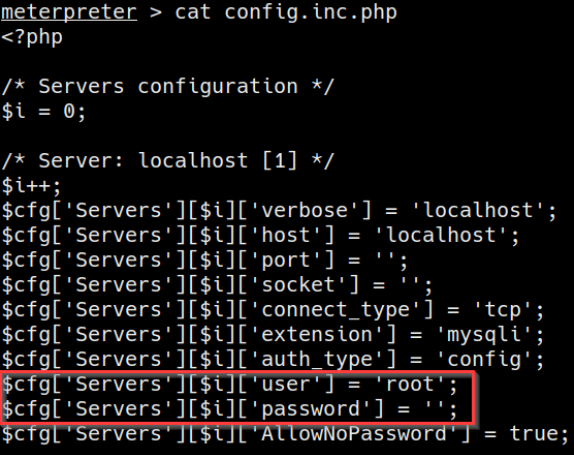 meterpreter > cat config.inc.php
<?php
/* Servers configuration */
$i = 0;
/* Server: localhost [1] */
$i++;
$cfg['Servers'][$i]['verbose'] = 'localhost';
$cfg['Servers'][$i]['host'] = 'localhost';
$cfg['Servers'][$i]['port'] = '';
$cfg['Servers'][$i]['socket'] = '';
$cfg['Servers'][$i]['connect_type'] = 'tcp';
$cfg['Servers'][$i]['extension'] = 'mysqli';
$cfg['Servers'][$i]['auth_type'] = 'config';
$cfg['Servers'][$i]['user'] = 'root';
$cfg['Servers'][$i]['password'] = '';
$cfg['Servers'][$i]['AllowNoPassword'] = true;